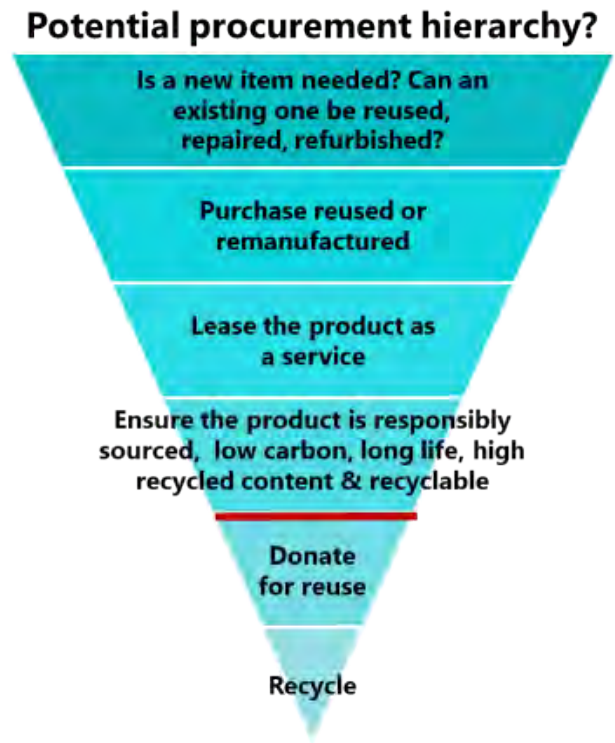 Potential procurement hierarchy?
Is a new item needed? Can an
existing one be reused,
repaired, refurbished?
Purchase reused or
remanufactured
Lease the product as
a service
Ensure the product is responsibly
sourced,  low carbon, long life, high
recycled content & recyclable
Donate
for reuse
Recycle